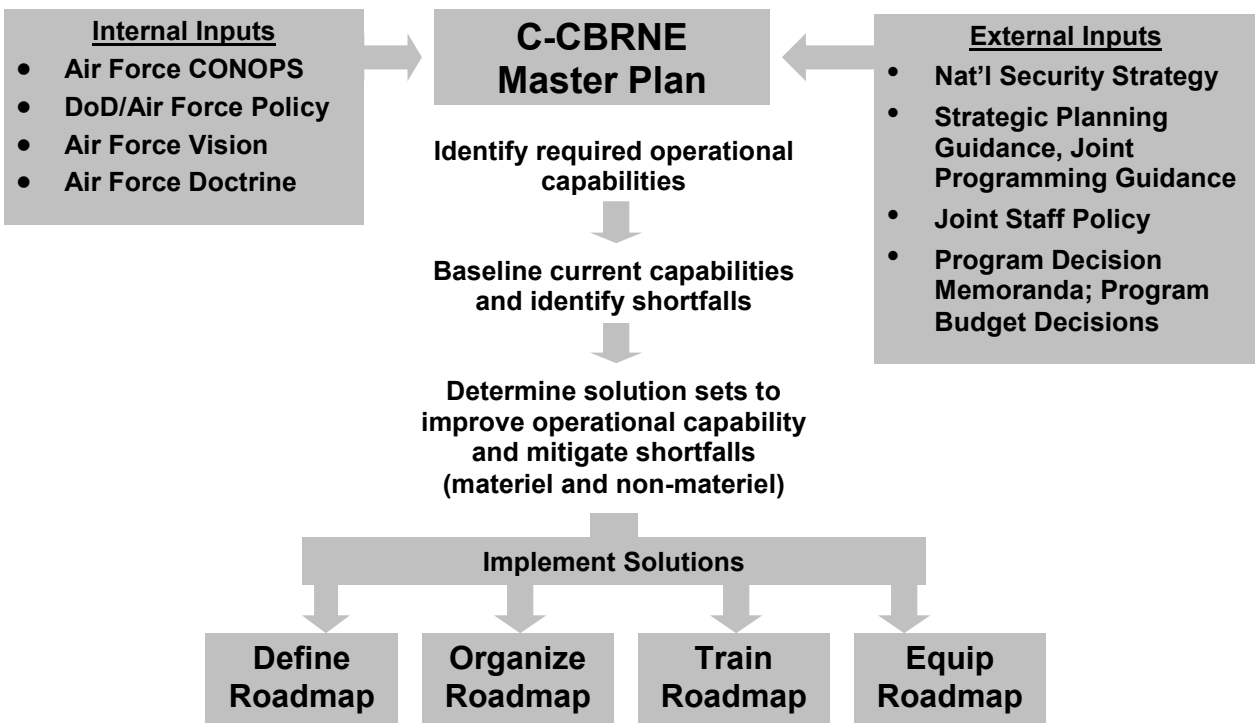 Internal Inputs
• Air Force CONOPS
• DoD/Air Force Policy
• Air Force Vision
• Air Force Doctrine
C-CBRNE
Master Plan
External Inputs
• Nat’l Security Strategy
• Strategic Planning
Guidance, Joint
Programming Guidance
• Joint Staff Policy
• Program Decision
Memoranda; Program
Budget Decisions
Identify required operational
capabilities
Baseline current capabilities
and identify shortfalls
Determine solution sets to
improve operational capability
and mitigate shortfalls
(materiel and non-materiel)
Implement Solutions
Define
Roadmap
Organize
Roadmap
Train
Roadmap
Equip
Roadmap